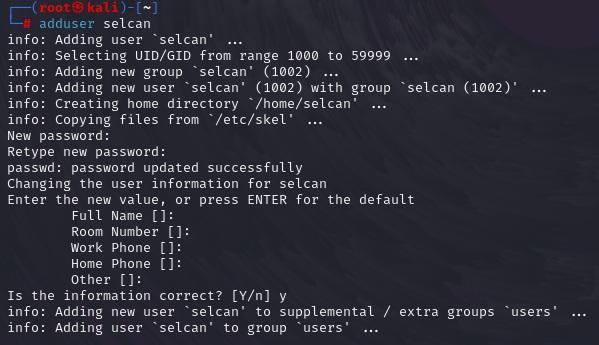 ┌──(root㉿kali)-[~]
└─# adduser selcan
info: Adding user `selcan' ...
info: Selecting UID/GID from range 1000 to 59999 ...
info: Adding new group `selcan' (1002) ...
info: Adding new user `selcan' (1002) with group `selcan (1002)' ...
info: Creating home directory `/home/selcan' ...
info: Copying files from `/etc/skel' ...
New password:
Retype new password:
passwd: password updated successfully
Changing the user information for selcan
Enter the new value, or press ENTER for the default
        Full Name []:
        Room Number []:
        Work Phone []:
        Home Phone []:
        Other []:
Is the information correct? [Y/n] y
info: Adding new user `selcan' to supplemental / extra groups `users' ...
info: Adding user `selcan' to group `users' ...